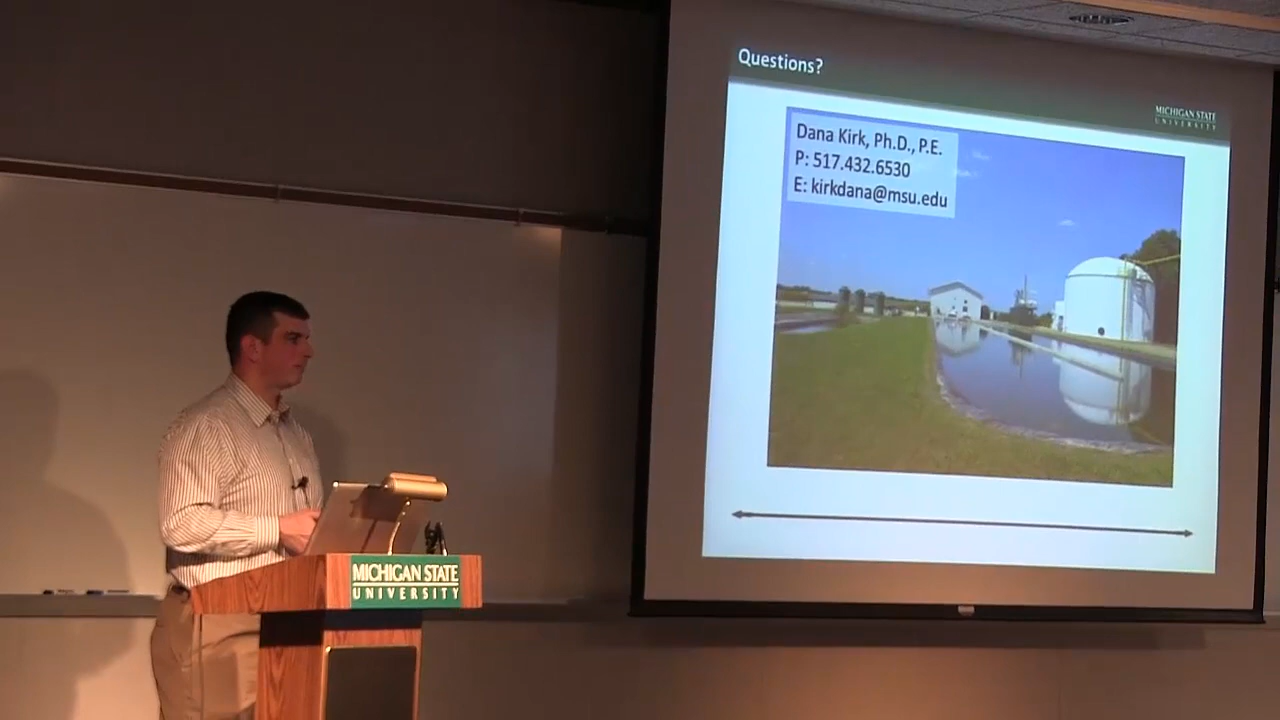 Questions?
MICHIGAN STATE
UNIVERSITY
Dana Kirk, Ph.D., P.E.
P: 517.432.6530
E: kirkdana@msu.edu
MICHIGAN STATE
UNIVERSITY